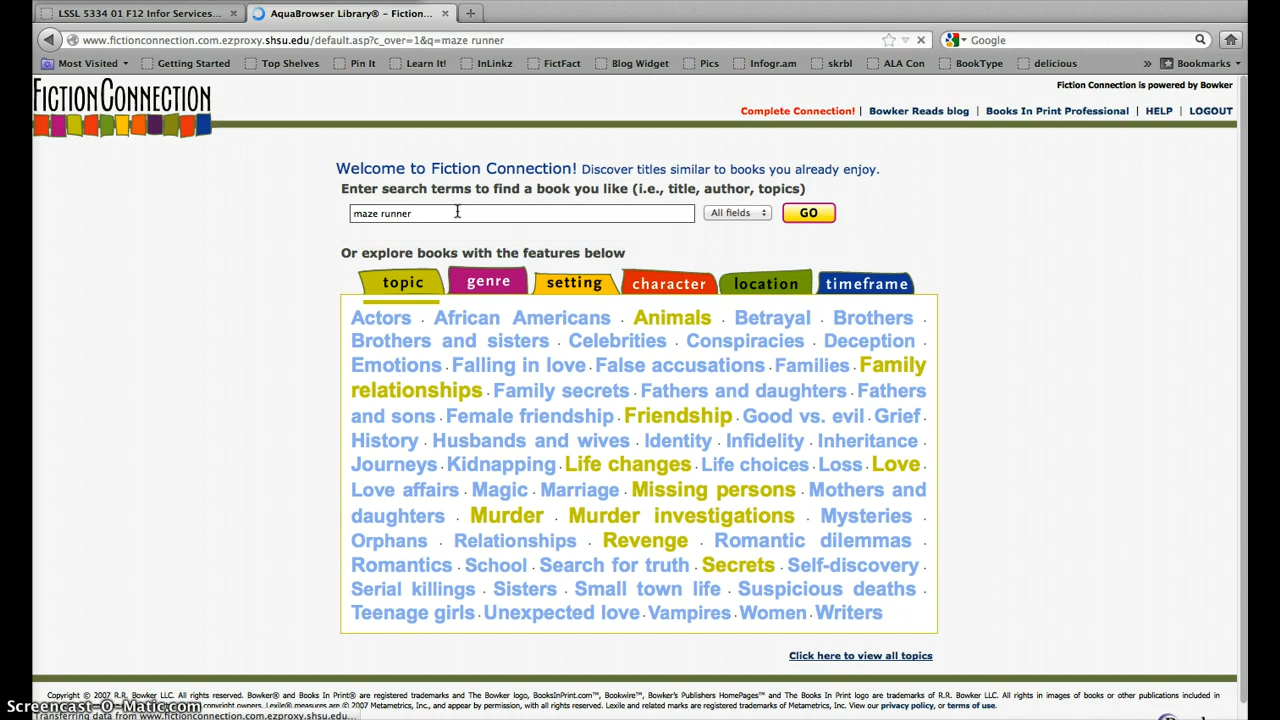 LSSL 5334 01 F12 Infor Services...
AquaBrowser Library® – Fiction...
www.fictionconnection.com.ezproxy.shsu.edu/default.asp?c_over=1&q=maze runner
Google
Most Visited Getting Started Top Shelves Pin It Learn It! InLinkz FictFact Blog Widget Pics Infogr.am skrbl ALA Con BookType delicious » Bookmarks
FICTIONCONNECTION
Fiction Connection is powered by Bowker
Complete Connection! | Bowker Reads blog | Books In Print Professional | HELP | LOGOUT
Welcome to Fiction Connection! Discover titles similar to books you already enjoy.
Enter search terms to find a book you like (i.e., title, author, topics)
maze runner All fields GO
Or explore books with the features below
topic genre setting character location timeframe
Actors · African Americans · Animals · Betrayal · Brothers ·
Brothers and sisters · Celebrities · Conspiracies · Deception ·
Emotions · Falling in love · False accusations · Families · Family
relationships · Family secrets · Fathers and daughters · Fathers
and sons · Female friendship · Friendship · Good vs. evil · Grief ·
History · Husbands and wives · Identity · Infidelity · Inheritance ·
Journeys · Kidnapping · Life changes · Life choices · Loss · Love ·
Love affairs · Magic · Marriage · Missing persons · Mothers and
daughters · Murder · Murder investigations · Mysteries ·
Orphans · Relationships · Revenge · Romantic dilemmas ·
Romantics · School · Search for truth · Secrets · Self-discovery ·
Serial killings · Sisters · Small town life · Suspicious deaths ·
Teenage girls · Unexpected love · Vampires · Women · Writers
Click here to view all topics
Copyright © 2007 R.R. Bowker LLC. All rights reserved. Bowker® and Books In Print® are registered trademarks and The Bowker logo, BooksInPrint.com™, Bookwire™, Bowker's Publishers HomePages™ and The Books In Print logo are trademarks of R.R. Bowker LLC. All rights in images of books or other publications included in
are © 2007 Metametrics, Inc., and appear by permission, with all rights reserved. Lexile and related marks are registered trademarks of Metametrics, Inc. View our privacy policy, or terms of use.
Screencast-O-Matic.com
Transferring data from www.fictionconnection.com.ezproxy.shsu.edu...